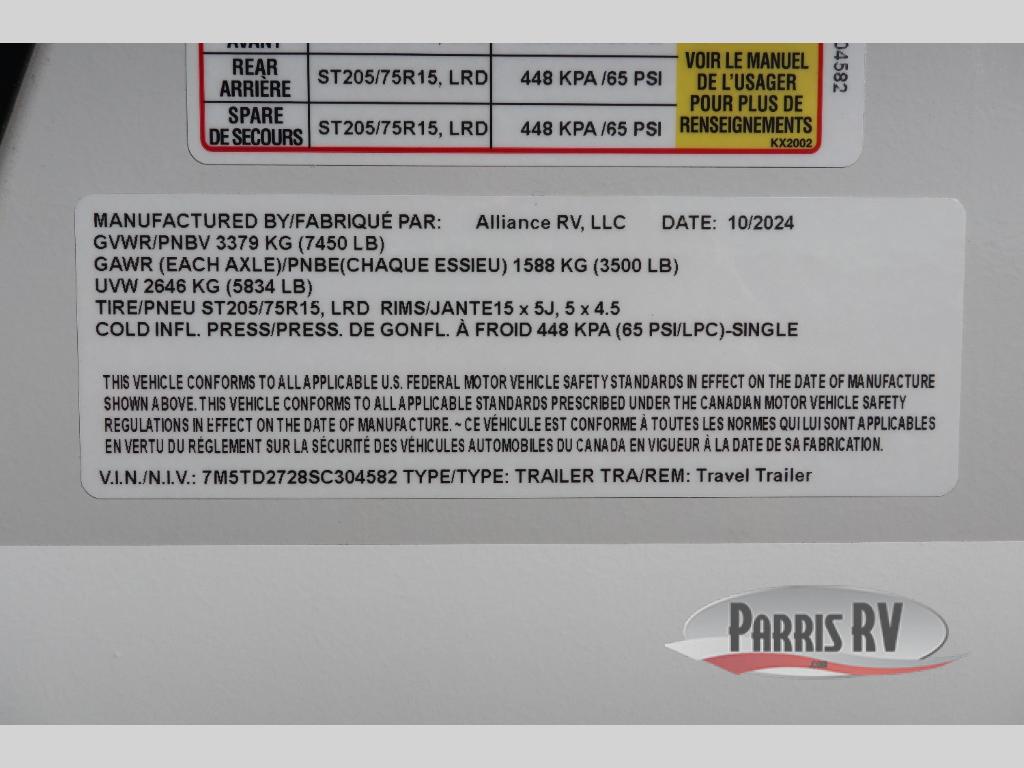 AVANT
REAR
ARRIÈRE
ST205/75R15, LRD
448 KPA /65 PSI
SPARE
DE SECOURS
ST205/75R15, LRD
448 KPA /65 PSI
VOIR LE MANUEL
DE L'USAGER
POUR PLUS DE
RENSEIGNEMENTS
KX2002
04582
MANUFACTURED BY/FABRIQUÉ PAR: Alliance RV, LLC DATE: 10/2024
GVWR/PNBV 3379 KG (7450 LB)
GAWR (EACH AXLE)/PNBE(CHAQUE ESSIEU) 1588 KG (3500 LB)
UVW 2646 KG (5834 LB)
TIRE/PNEU ST205/75R15, LRD RIMS/JANTE15 x 5J, 5 x 4.5
COLD INFL. PRESS/PRESS. DE GONFL. À FROID 448 KPA (65 PSI/LPC)-SINGLE
THIS VEHICLE CONFORMS TO ALL APPLICABLE U.S. FEDERAL MOTOR VEHICLE SAFETY STANDARDS IN EFFECT ON THE DATE OF MANUFACTURE
SHOWN ABOVE. THIS VEHICLE CONFORMS TO ALL APPLICABLE STANDARDS PRESCRIBED UNDER THE CANADIAN MOTOR VEHICLE SAFETY
REGULATIONS IN EFFECT ON THE DATE OF MANUFACTURE. ~ CE VÉHICULE EST CONFORME À TOUTES LES NORMES QUI LUI SONT APPLICABLES
EN VERTU DU RÉGLEMENT SUR LA SÉCURITÉ DES VÉHICULES AUTOMOBILES DU CANADA EN VIGUEUR À LA DATE DE SA FABRICATION.
V.I.N./N.I.V.: 7M5TD2728SC304582 TYPE/TYPE: TRAILER TRA/REM: Travel Trailer
PARRIS RV
.com